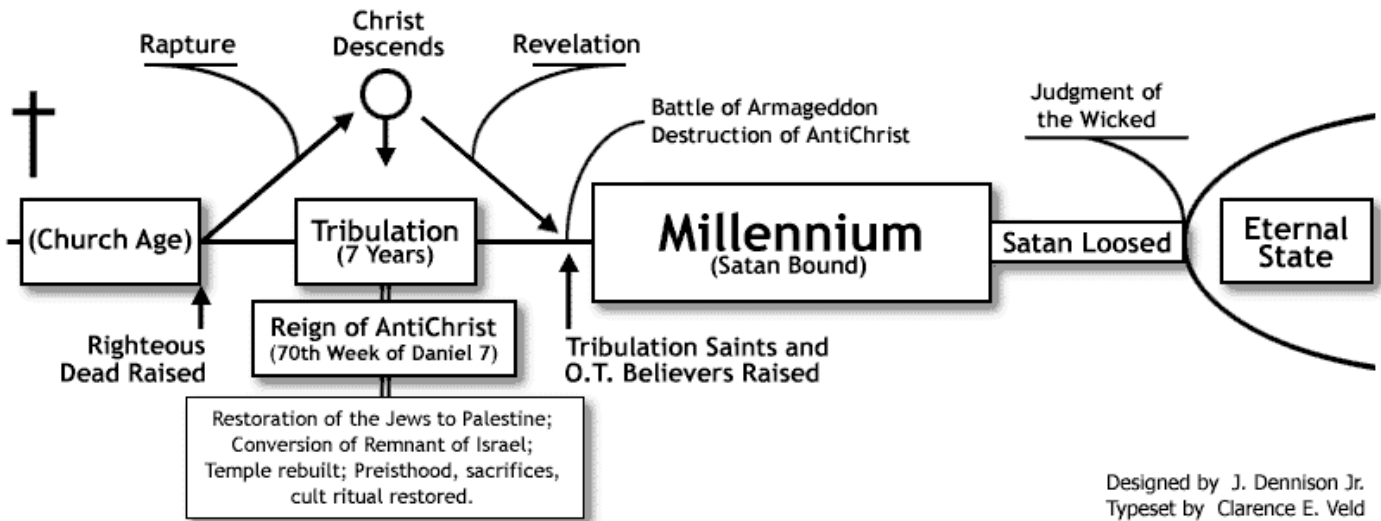 Christ
Descends
Rapture
Revelation
Battle of Armageddon
Destruction of AntiChrist
Judgment of
the Wicked
(Church Age)
Tribulation
(7 Years)
Millennium
(Satan Bound)
Satan Loosed
Eternal
State
Righteous
Dead Raised
Reign of AntiChrist
(70th Week of Daniel 7)
Tribulation Saints and
O.T. Believers Raised
Restoration of the Jews to Palestine;
Conversion of Remnant of Israel;
Temple rebuilt; Preisthood, sacrifices,
cult ritual restored.
Designed by J. Dennison Jr.
Typeset by Clarence E. Veld